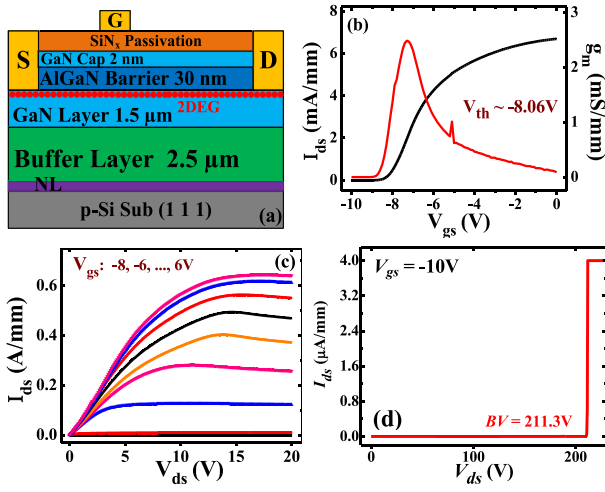 G
SiNx Passivation
S
GaN Cap 2 nm
D
AlGaN Barrier 30 nm
2DEG
GaN Layer 1.5 µm
Buffer Layer 2.5 µm
NL
p-Si Sub (1 1 1)
(a)
(b)
Ids (mA/mm)
8
6
4
2
0
gm (mS/mm)
3
2
1
0
Vth ~ -8.06V
-10
-8
-6
-4
-2
0
Vgs (V)
(c)
Vgs: -8, -6, ..., 6V
Ids (A/mm)
0.6
0.4
0.2
0.0
0
5
10
15
20
Vds (V)
Vgs = -10V
Ids (µA/mm)
4.0
3.2
2.4
1.6
0.8
0.0
(d)
BV = 211.3V
0
100
200
Vds (V)